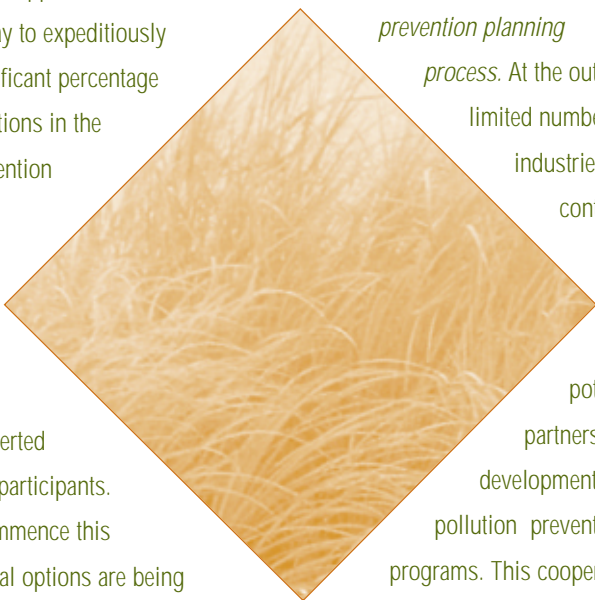 y to expeditiously
ficant percentage
tions in the
ention
erted
participants.
mmence this
al options are being
prevention planning
process. At the out
limited numbe
industrie
con
pot
partners
development
pollution prevent
programs. This cooper